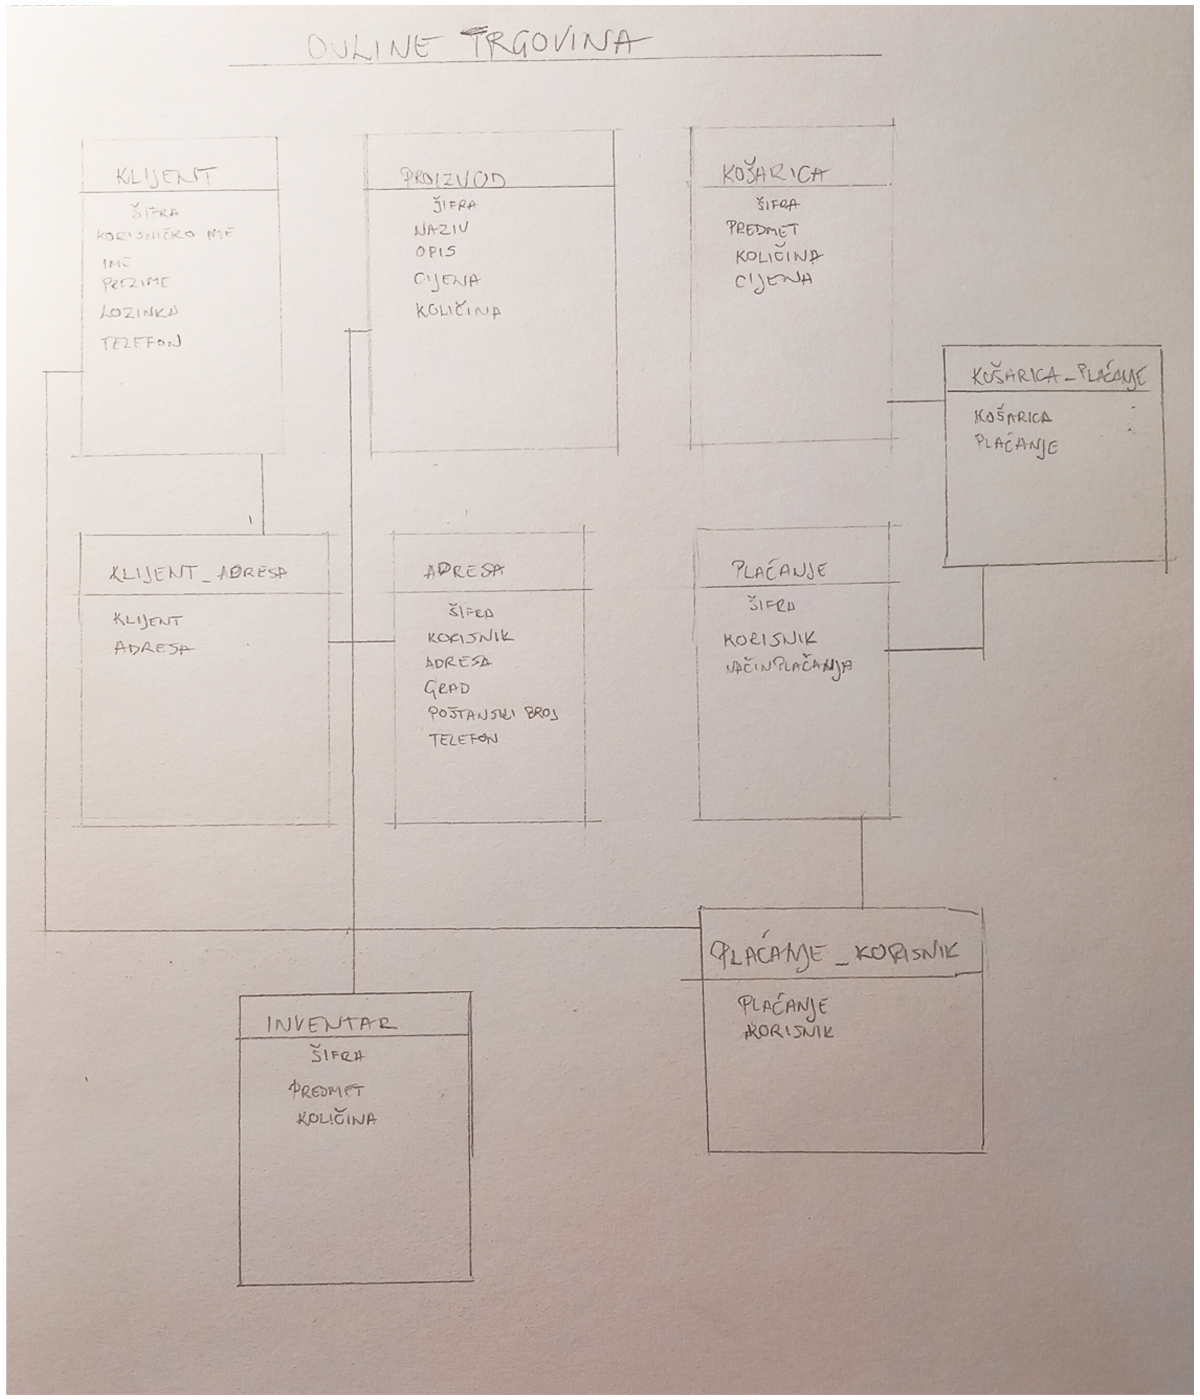 ONLINE TRGOVINA
KLIJENT
ŠIFRA
KORISNIČKO IME
IME
PREZIME
LOZINKA
TELEFON
PROIZVOD
ŠIFRA
NAZIV
OPIS
CIJENA
KOLIČINA
KOŠARICA
ŠIFRA
PREDMET
KOLIČINA
CIJENA
KOŠARICA_PLAĆANJE
KOŠARICA
PLAĆANJE
KLIJENT_ADRESA
KLIJENT
ADRESA
ADRESA
ŠIFRA
KORISNIK
ADRESA
GRAD
POŠTANSKI BROJ
TELEFON
PLAĆANJE
ŠIFRA
KORISNIK
NAČINPLAČANJA
PLAĆANJE_KORISNIK
PLAĆANJE
KORISNIK
INVENTAR
ŠIFRA
PREDMET
KOLIČINA